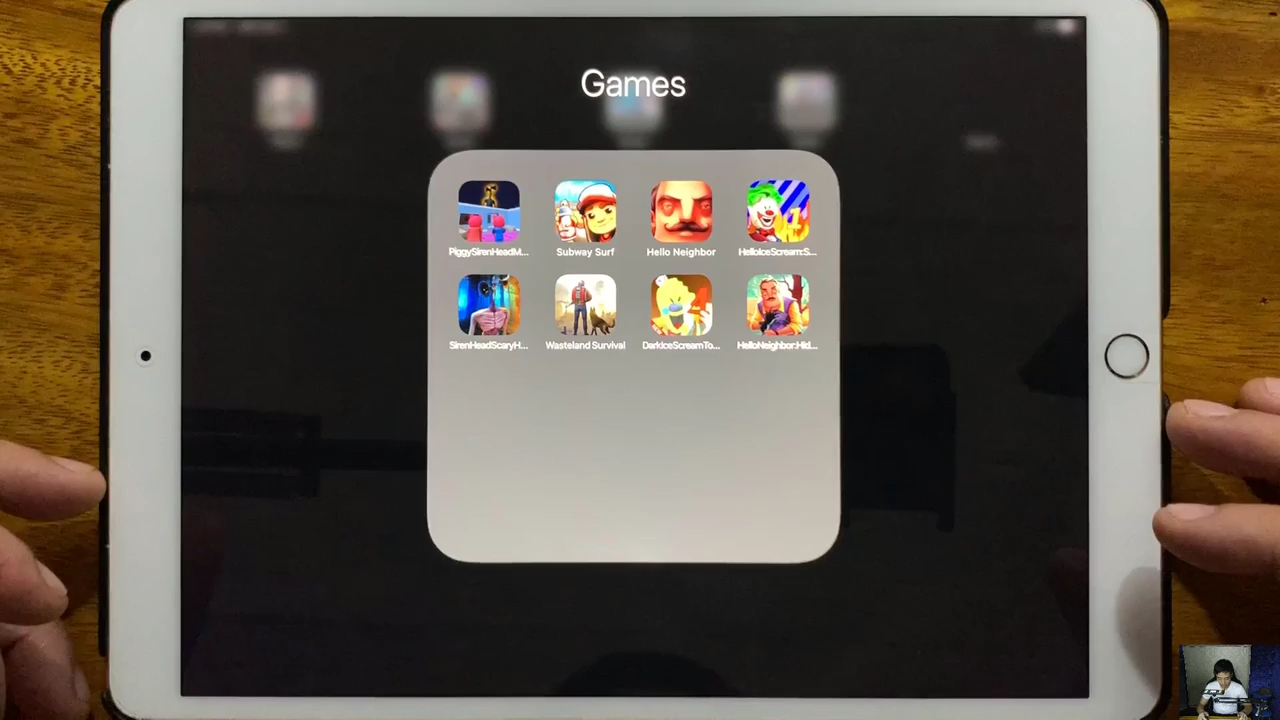 Games
PiggySirenHeadM...
Subway Surf
Hello Neighbor
HelloIceScream:S...
SirenHeadScaryH...
Wasteland Survival
DarkIceScreamTo...
HelloNeighbor:Hid...